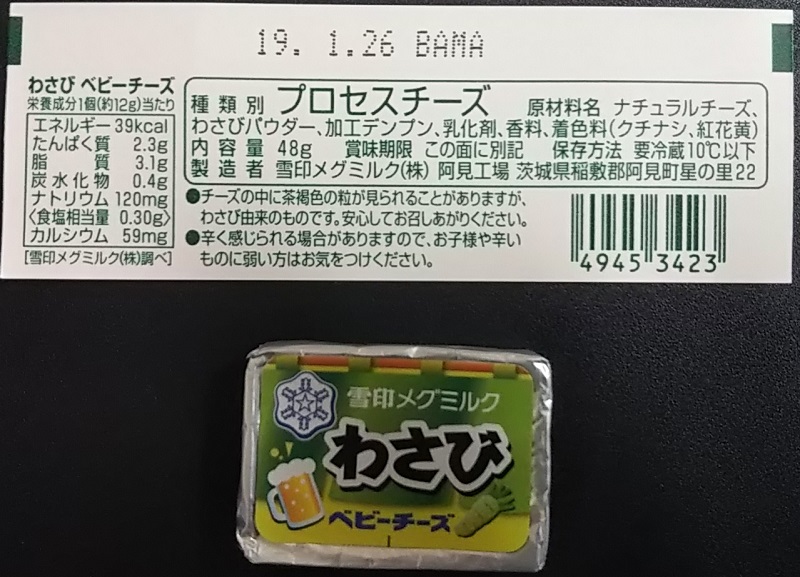 19. 1.26 BAMA
わさび ベビーチーズ
栄養成分1個(約12g)当たり
エネルギー 39kcal
たんぱく質 2.3g
脂質 3.1g
炭水化物 0.4g
ナトリウム 120mg
〈食塩相当量 0.30g〉
カルシウム 59mg
[雪印メグミルク(株)調べ]
種類別 プロセスチーズ 原材料名 ナチュラルチーズ、
わさびパウダー、加工デンプン、乳化剤、香料、着色料(クチナシ、紅花黄)
内容量 48g 賞味期限 この面に別記 保存方法 要冷蔵10℃以下
製造者 雪印メグミルク(株) 阿見工場 茨城県稲敷郡阿見町星の里22
●チーズの中に茶褐色の粒が見られることがありますが、
わさび由来のものです。安心してお召しあがりください。
●辛く感じられる場合がありますので、お子様や辛い
ものに弱い方はお気をつけください。
4945 3423
雪印メグミルク
わさび
ベビーチーズ